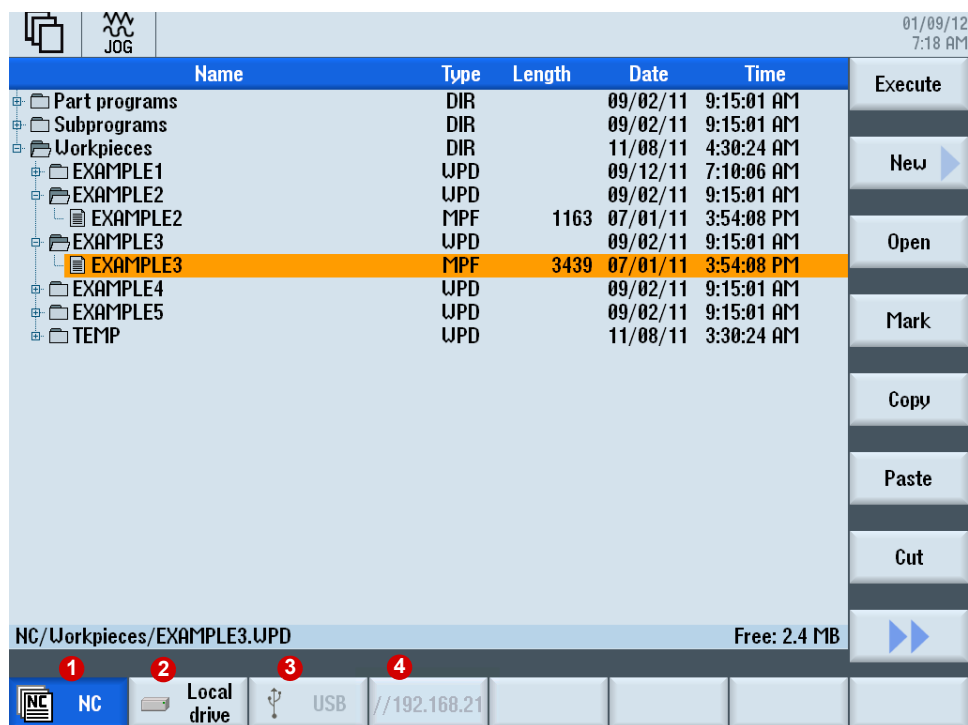 JOG
01/09/12
7:18 AM
Name Type Length Date Time
Part programs DIR 09/02/11 9:15:01 AM
Subprograms DIR 09/02/11 9:15:01 AM
Workpieces DIR 11/08/11 4:30:24 AM
EXAMPLE1 WPD 09/12/11 7:10:06 AM
EXAMPLE2 WPD 09/02/11 9:15:01 AM
EXAMPLE2 MPF 1163 07/01/11 3:54:08 PM
EXAMPLE3 WPD 09/02/11 9:15:01 AM
EXAMPLE3 MPF 3439 07/01/11 3:54:08 PM
EXAMPLE4 WPD 09/02/11 9:15:01 AM
EXAMPLE5 WPD 09/02/11 9:15:01 AM
TEMP WPD 11/08/11 3:30:24 AM
NC/Workpieces/EXAMPLE3.WPD Free: 2.4 MB
Execute
New
Open
Mark
Copy
Paste
Cut
1 2 3 4
NC NC
Local
drive
USB
//192.168.21